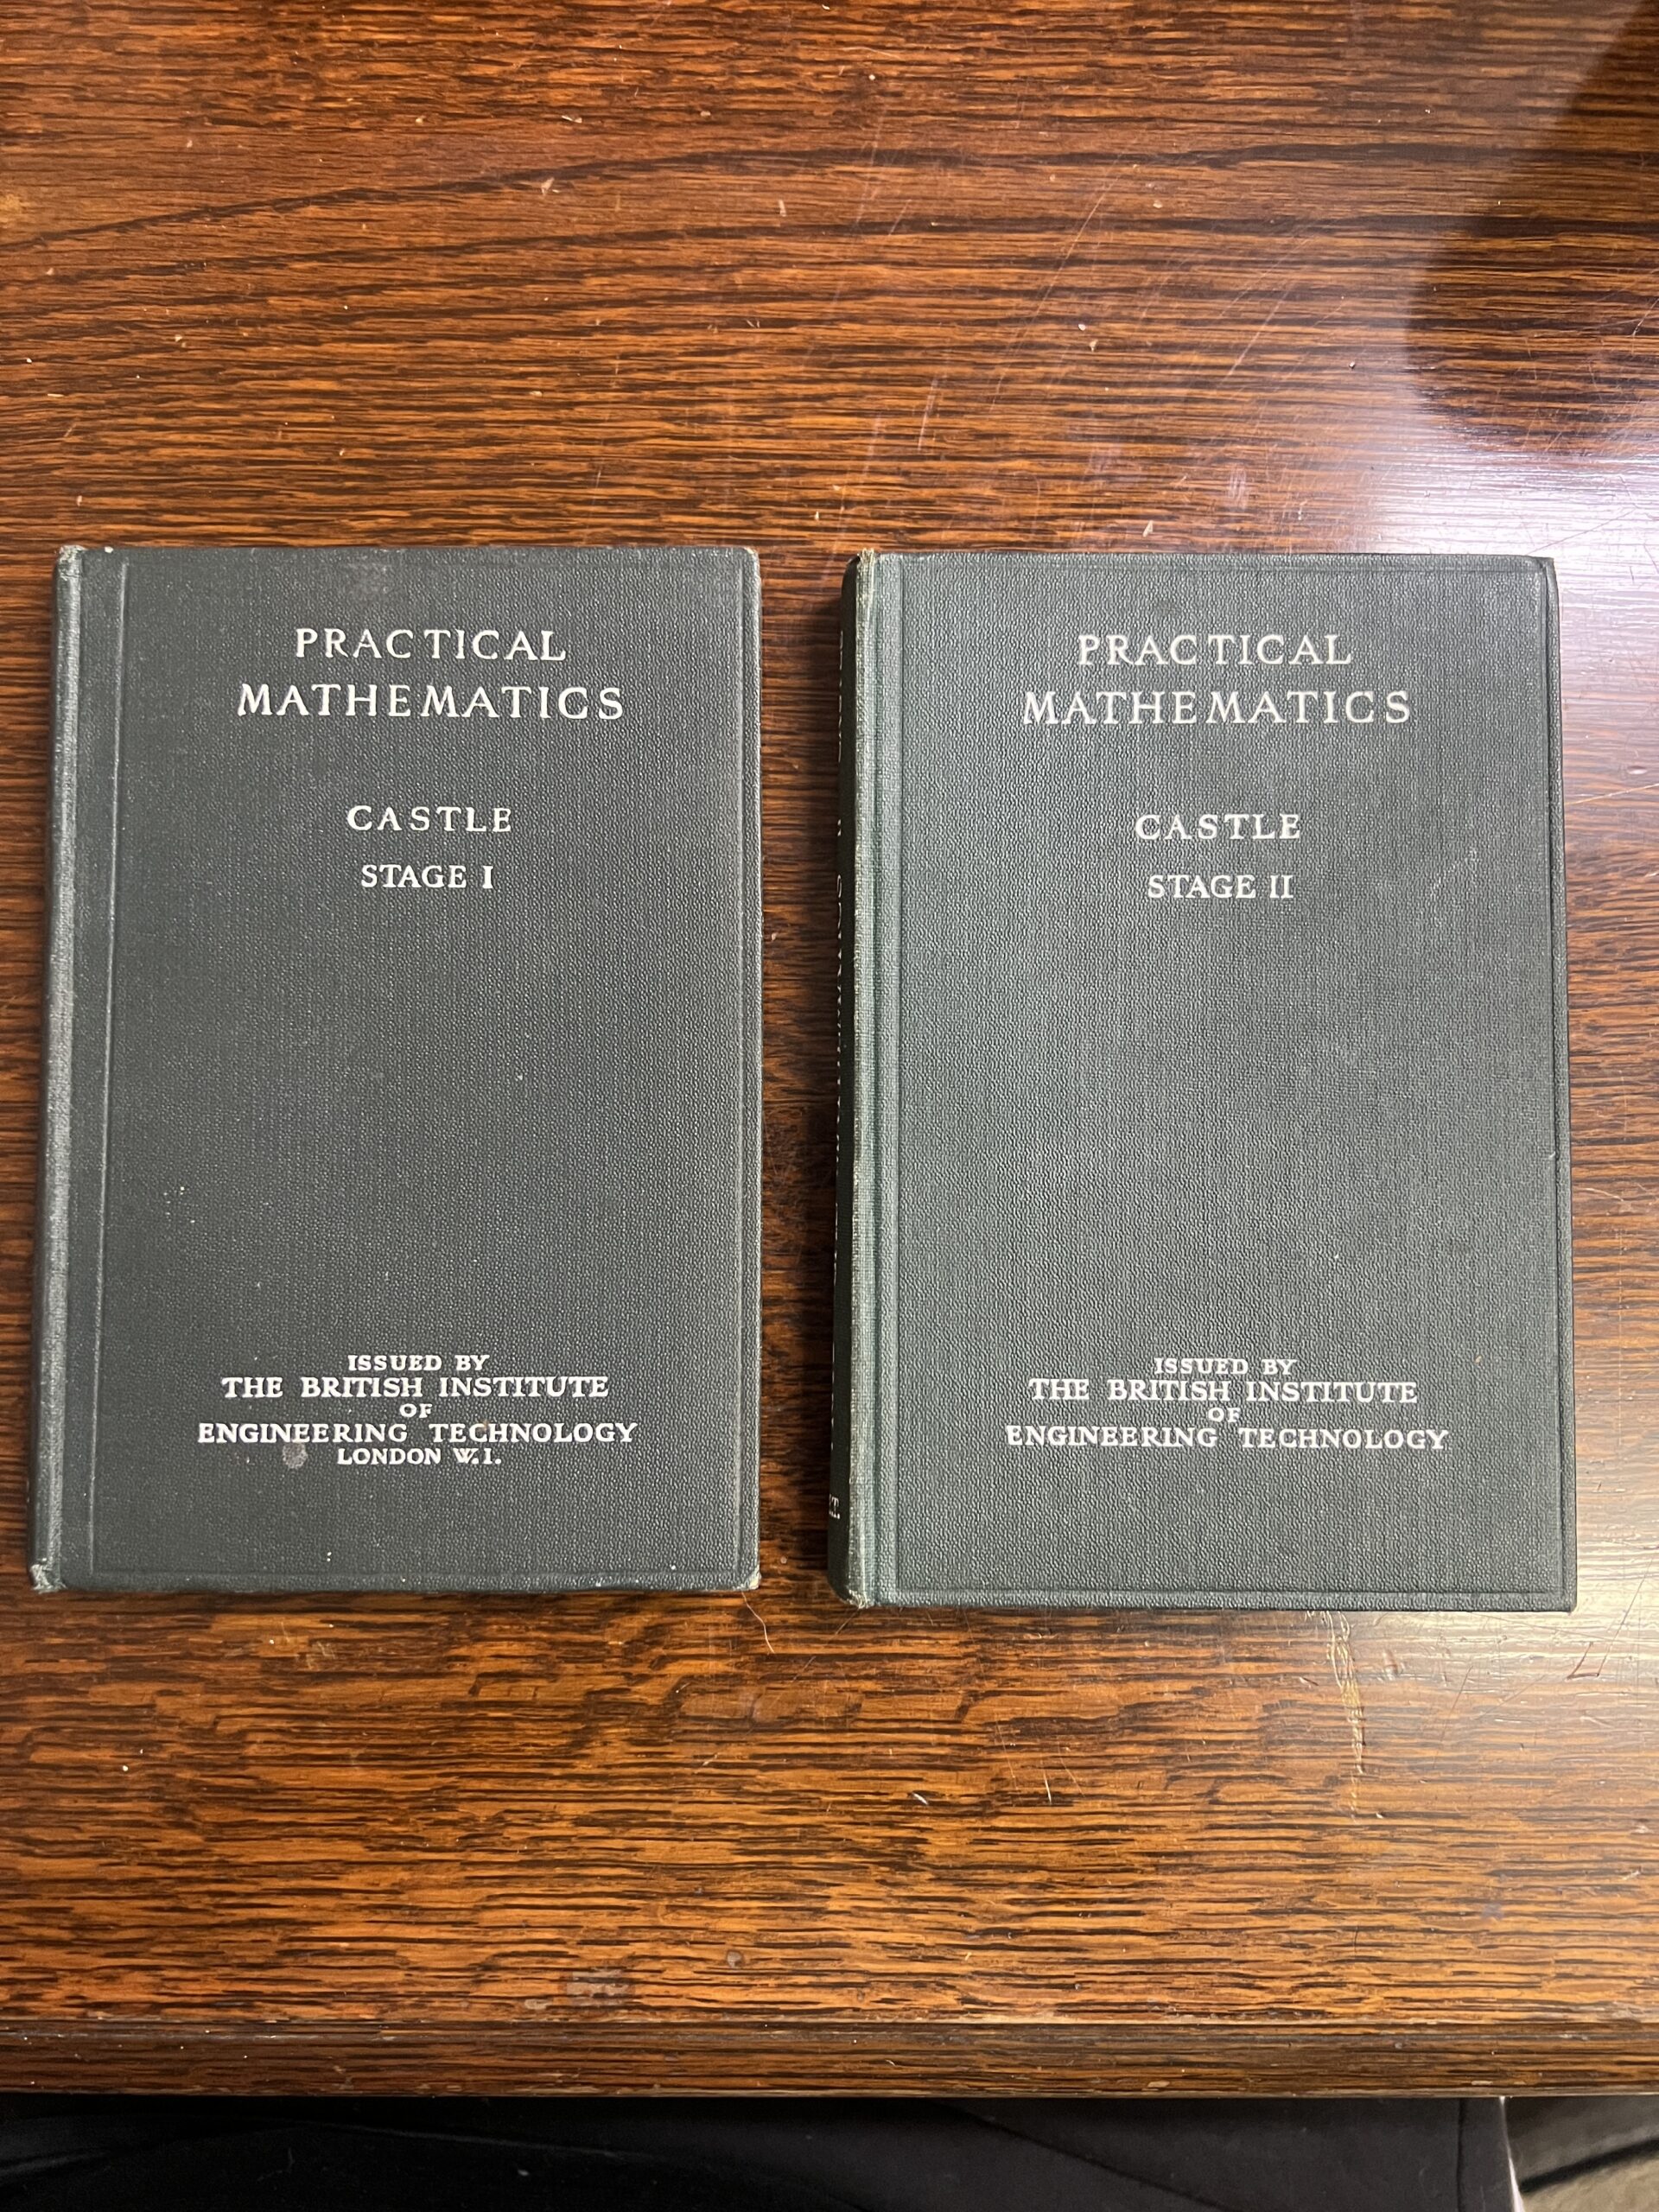 PRACTICAL
MATHEMATICS
CASTLE
STAGE I
ISSUED BY
THE BRITISH INSTITUTE
OF
ENGINEERING TECHNOLOGY
LONDON W.1.
PRACTICAL
MATHEMATICS
CASTLE
STAGE II
ISSUED BY
THE BRITISH INSTITUTE
OF
ENGINEERING TECHNOLOGY